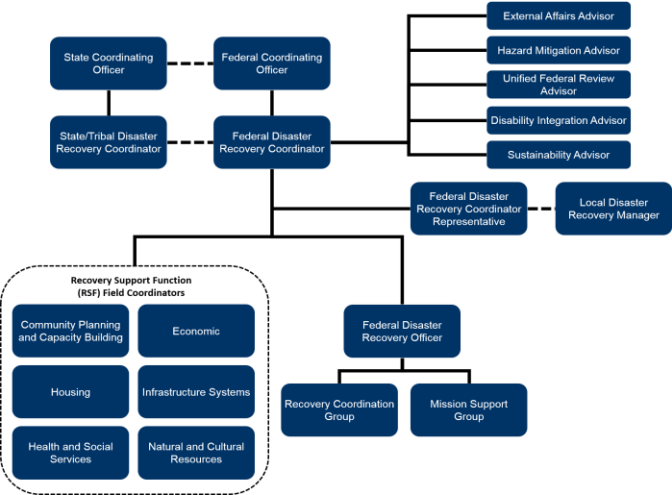 External Affairs Advisor
State Coordinating
Officer
Federal Coordinating
Officer
Hazard Mitigation Advisor
Unified Federal Review
Advisor
State/Tribal Disaster
Recovery Coordinator
Federal Disaster
Recovery Coordinator
Disability Integration Advisor
Sustainability Advisor
Federal Disaster
Recovery Coordinator
Representative
Local Disaster
Recovery Manager
Recovery Support Function
(RSF) Field Coordinators
Community Planning
and Capacity Building
Economic
Housing
Infrastructure Systems
Health and Social
Services
Natural and Cultural
Resources
Federal Disaster
Recovery Officer
Recovery Coordination
Group
Mission Support
Group